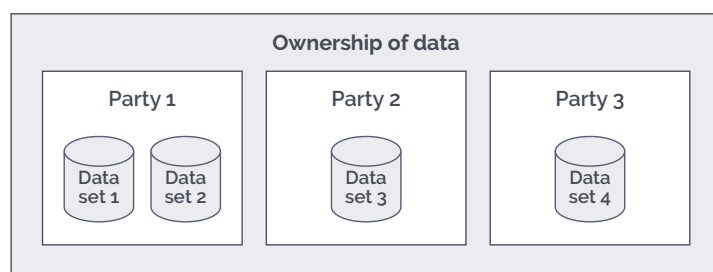 Ownership of data
Party 1
Data
set 1
Data
set 2
Party 2
Data
set 3
Party 3
Data
set 4